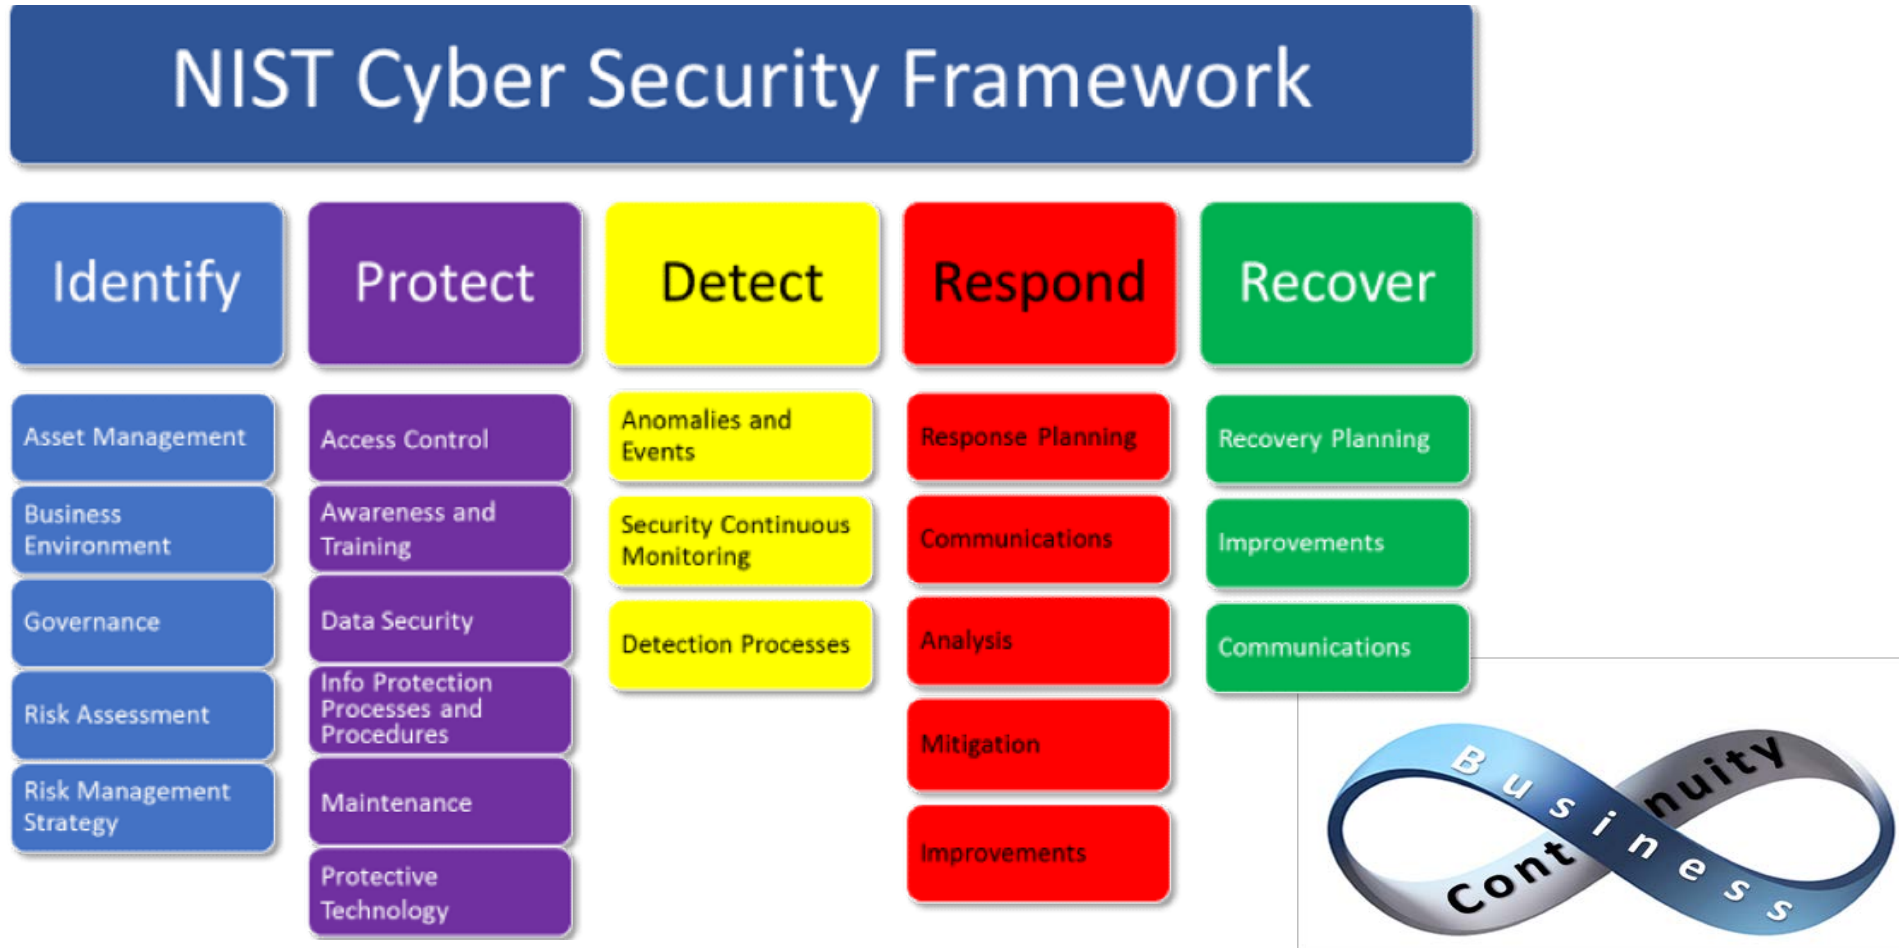 NIST Cyber Security Framework
Identify
Protect
Detect
Respond
Recover
Asset Management
Business
Environment
Governance
Risk Assessment
Risk Management
Strategy
Access Control
Awareness and
Training
Data Security
Info Protection
Processes and
Procedures
Maintenance
Protective
Technology
Anomalies and
Events
Security Continuous
Monitoring
Detection Processes
Response Planning
Communications
Analysis
Mitigation
Improvements
Recovery Planning
Improvements
Communications
Business
Continuity